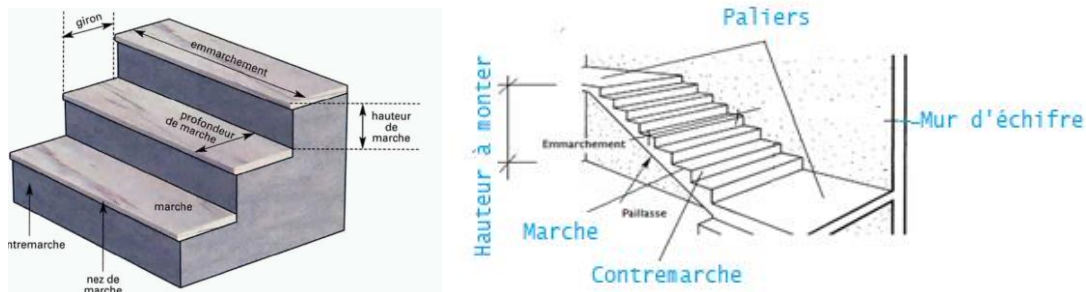 giron
emmarchement
profondeur
de marche
hauteur
de
marche
marche
ntremarche
nez de
marche
Paliers
Hauteur à monter
Mur d'échifre
Emmarchement
Paillasse
Marche
Contremarche